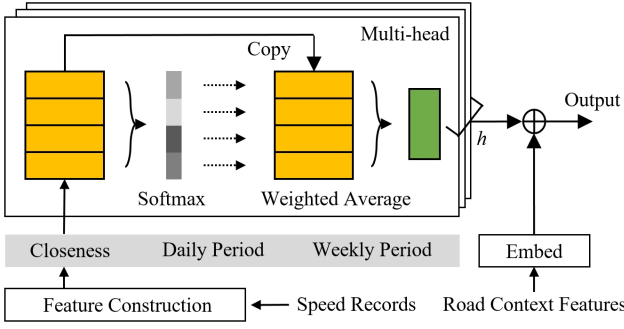 Multi-head
Copy
Output
h
Softmax
Weighted Average
Closeness
Daily Period
Weekly Period
Embed
Feature Construction
Speed Records
Road Context Features